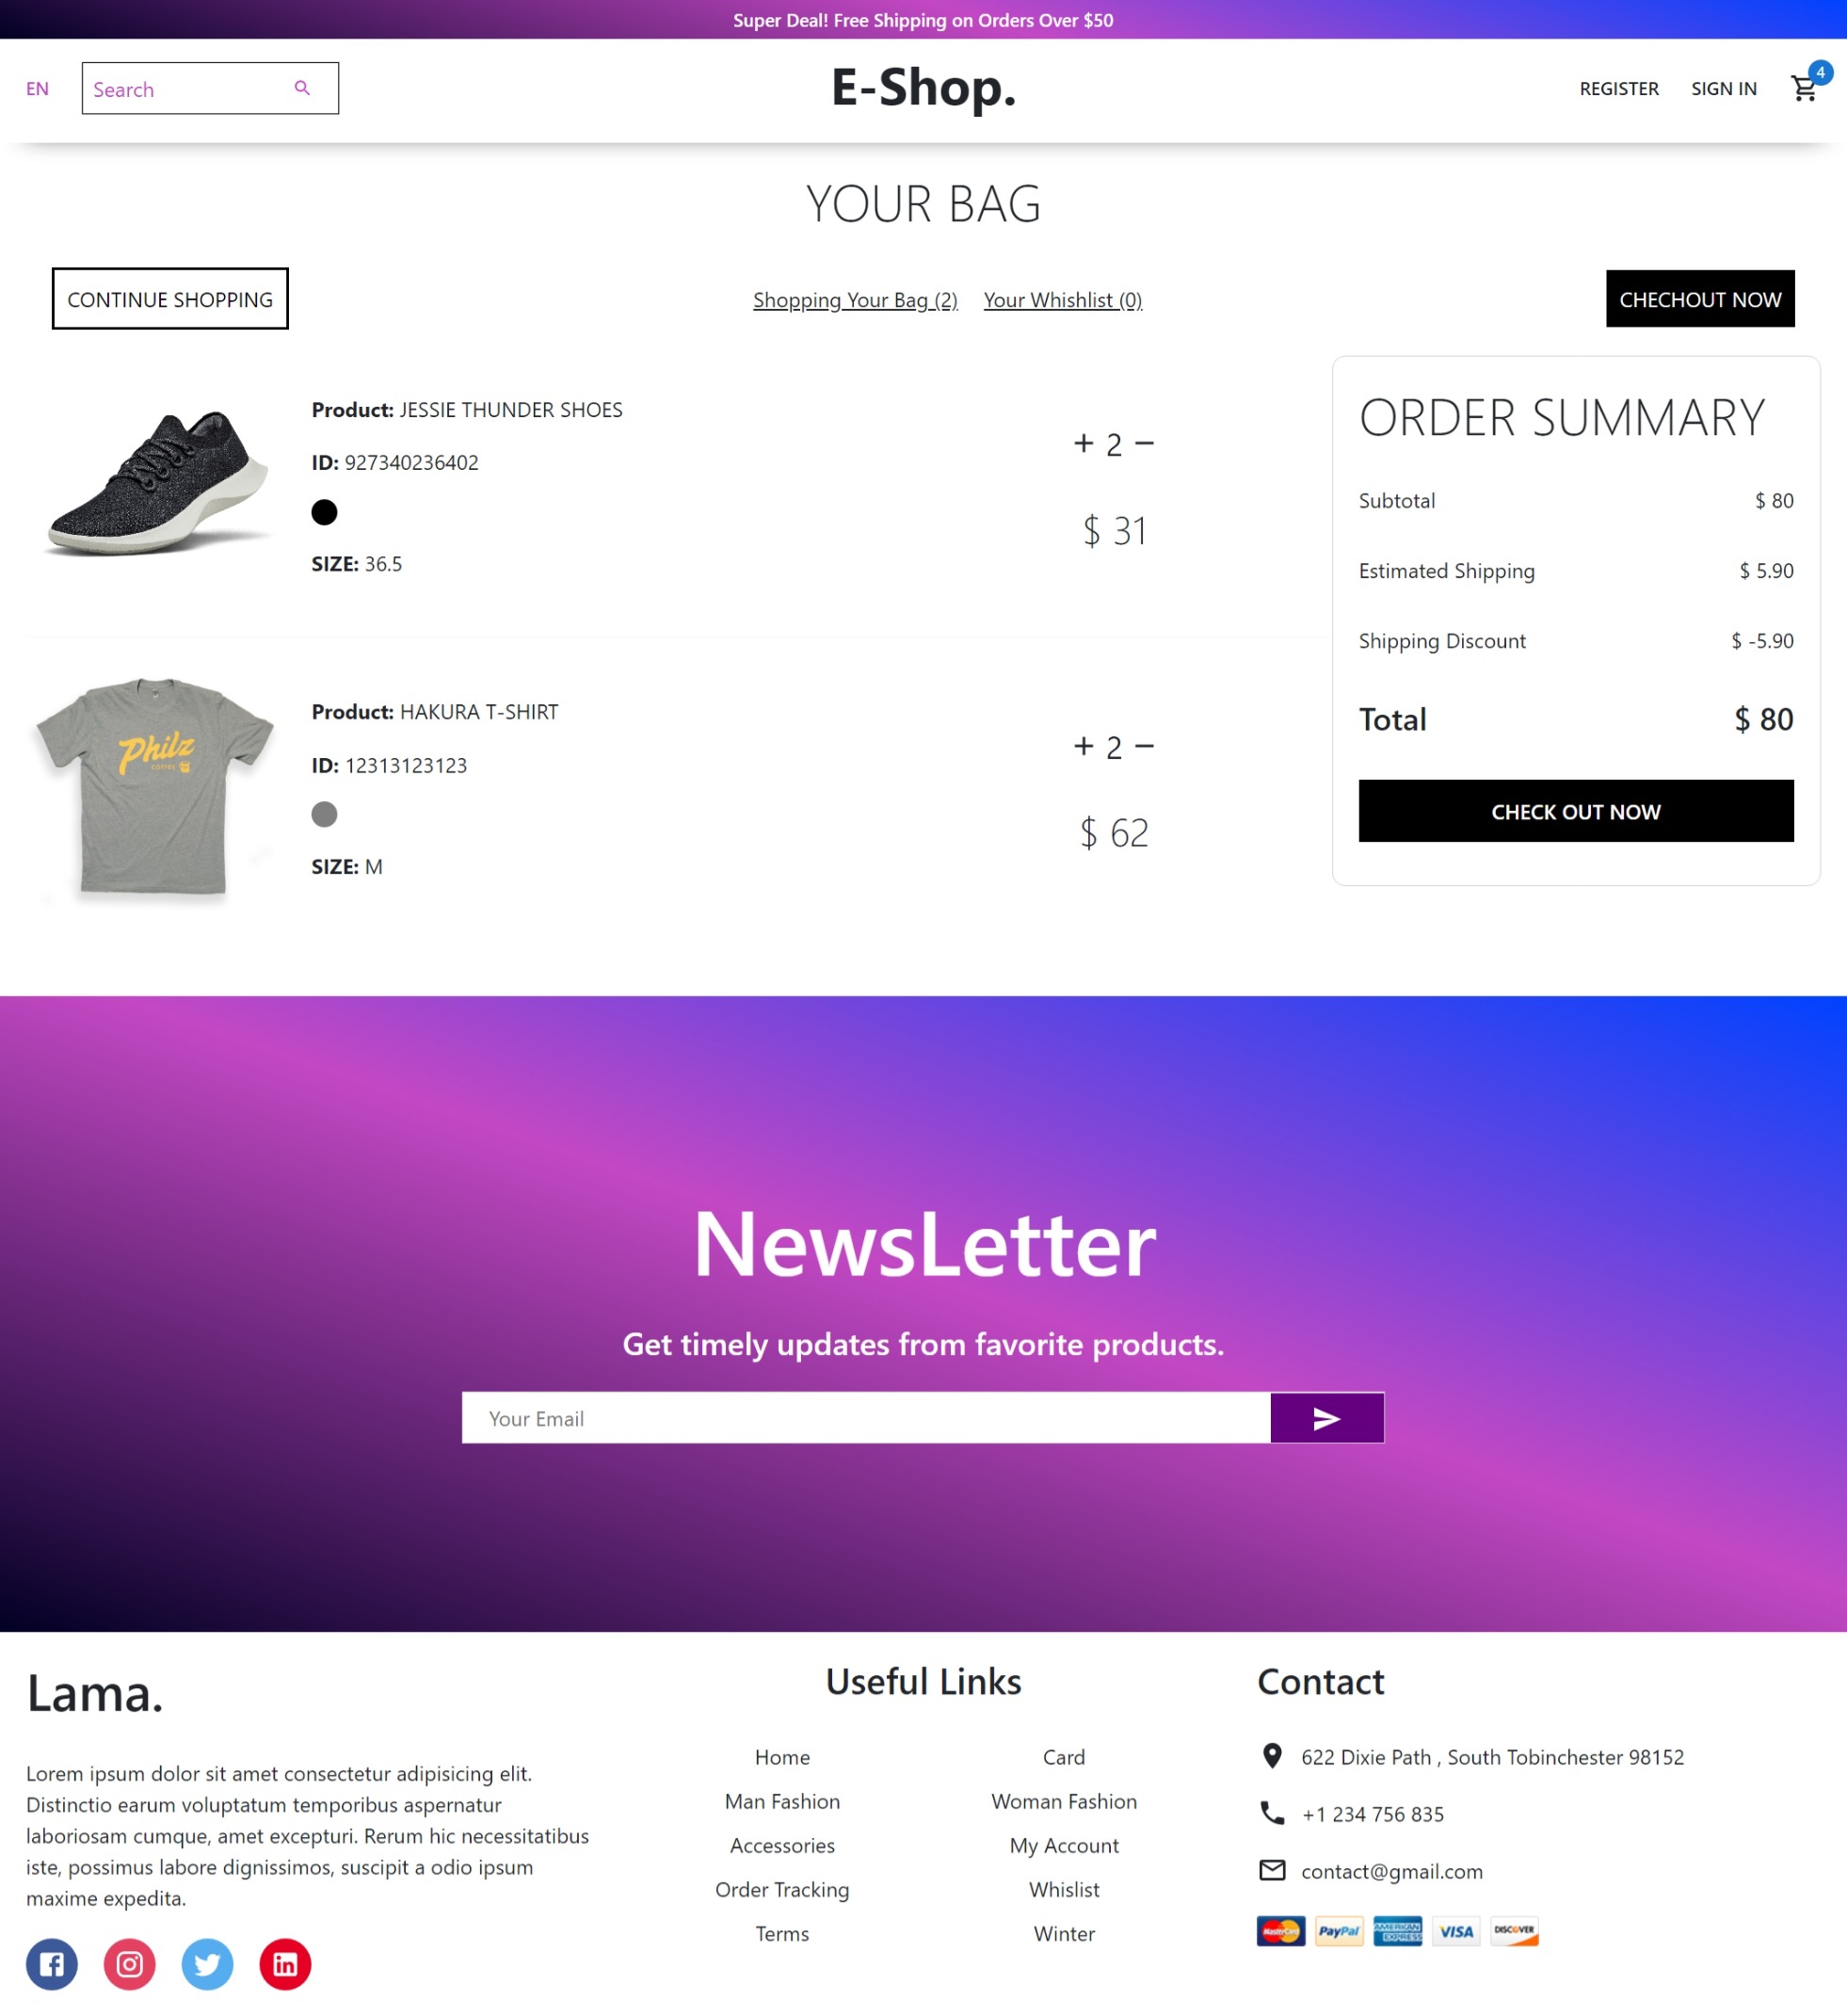 Super Deal! Free Shipping on Orders Over $50
EN
Search
E-Shop.
REGISTER
SIGN IN
4
YOUR BAG
CONTINUE SHOPPING
Shopping Your Bag (2)
Your Whishlist (0)
CHECHOUT NOW
Product: JESSIE THUNDER SHOES
ID: 927340236402
SIZE: 36.5
+ 2 −
$ 31
Philz
COFFEE
Product: HAKURA T-SHIRT
ID: 12313123123
SIZE: M
+ 2 −
$ 62
ORDER SUMMARY
Subtotal $ 80
Estimated Shipping $ 5.90
Shipping Discount $ -5.90
Total $ 80
CHECK OUT NOW
NewsLetter
Get timely updates from favorite products.
Your Email
Lama.
Lorem ipsum dolor sit amet consectetur adipisicing elit.
Distinctio earum voluptatum temporibus aspernatur
laboriosam cumque, amet excepturi. Rerum hic necessitatibus
iste, possimus labore dignissimos, suscipit a odio ipsum
maxime expedita.
Useful Links
Home
Card
Man Fashion
Woman Fashion
Accessories
My Account
Order Tracking
Whislist
Terms
Winter
Contact
622 Dixie Path , South Tobinchester 98152
+1 234 756 835
contact@gmail.com
MasterCard
PayPal
AMERICAN EXPRESS
VISA
DISCOVER